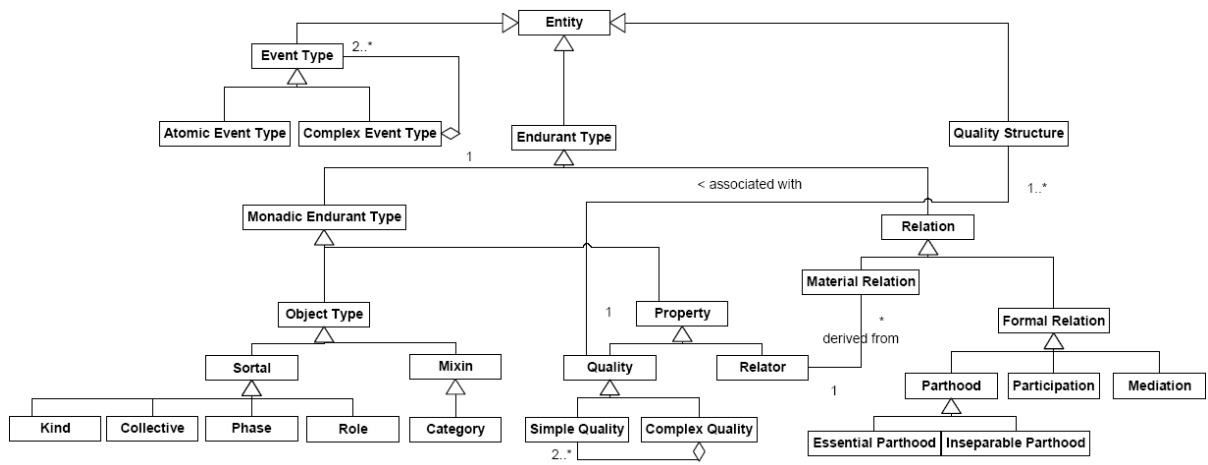 Entity
Event Type
2..*
Atomic Event Type
Complex Event Type
Endurant Type
Quality Structure
1
< associated with
1..*
Monadic Endurant Type
Relation
Material Relation
Object Type
1
Property
*
Formal Relation
derived from
Sortal
Mixin
Quality
Relator
1
Parthood
Participation
Mediation
Kind
Collective
Phase
Role
Category
Simple Quality
Complex Quality
Essential Parthood
Inseparable Parthood
2..*